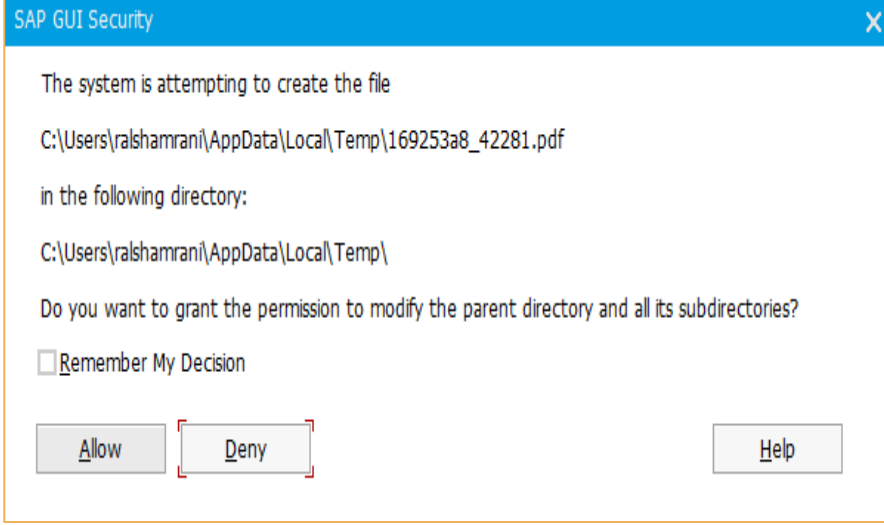 SAP GUI Security
The system is attempting to create the file
C:\Users\ralshamrani\AppData\Local\Temp\169253a8_42281.pdf
in the following directory:
C:\Users\ralshamrani\AppData\Local\Temp\
Do you want to grant the permission to modify the parent directory and all its subdirectories?
Remember My Decision
Allow Deny Help